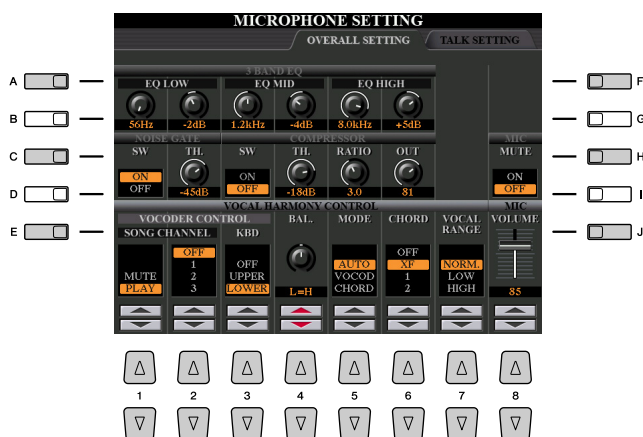 MICROPHONE SETTING
OVERALL SETTING TALK SETTING
3 BAND EQ
EQ LOW EQ MID EQ HIGH
56Hz -2dB 1.2kHz -4dB 8.0kHz +5dB
NOISE GATE COMPRESSOR MIC
SW TH. SW TH. RATIO OUT MUTE
ON ON ON
OFF OFF OFF
-45dB -18dB 3.0 81
VOCAL HARMONY CONTROL MIC
VOCODER CONTROL BAL. MODE CHORD VOCAL RANGE VOLUME
SONG CHANNEL KBD
OFF OFF
1 OFF AUTO XF NORM.
MUTE 2 UPPER VOCOD 1 LOW
PLAY 3 LOWER L=H CHORD 2 HIGH 85
A
B
C
D
E
F
G
H
I
J
1 2 3 4 5 6 7 8